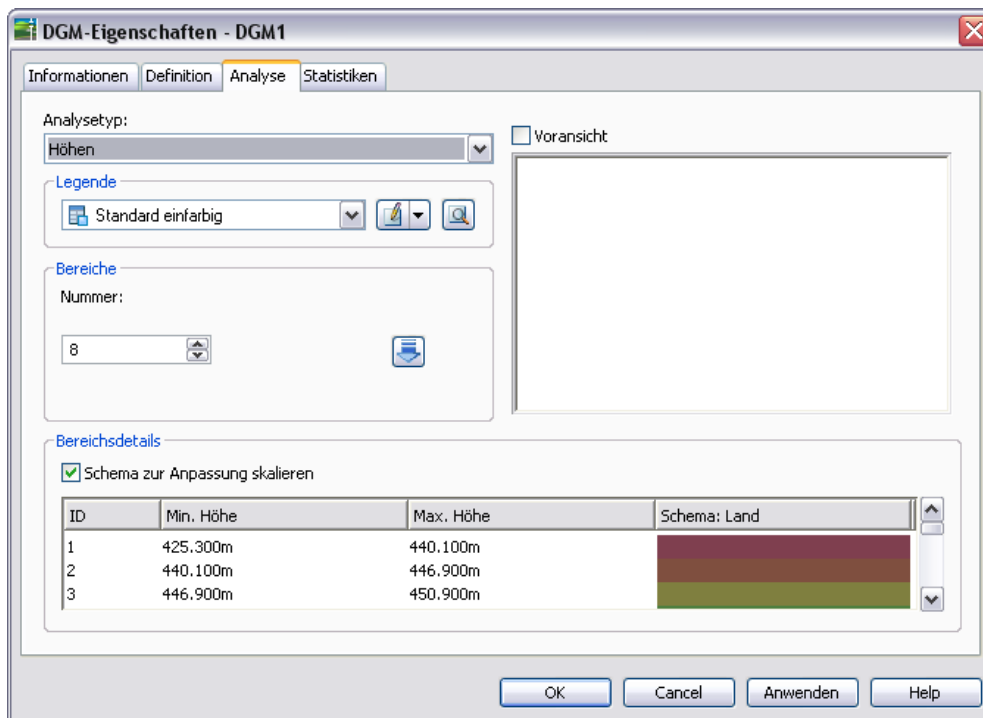 DGM-Eigenschaften - DGM1
Informationen Definition Analyse Statistiken
Analysetyp:
Höhen
Voransicht
Legende
Standard einfarbig
Bereiche
Nummer:
8
Bereichsdetails
Schema zur Anpassung skalieren
ID Min. Höhe Max. Höhe Schema: Land
1 425.300m 440.100m
2 440.100m 446.900m
3 446.900m 450.900m
OK Cancel Anwenden Help